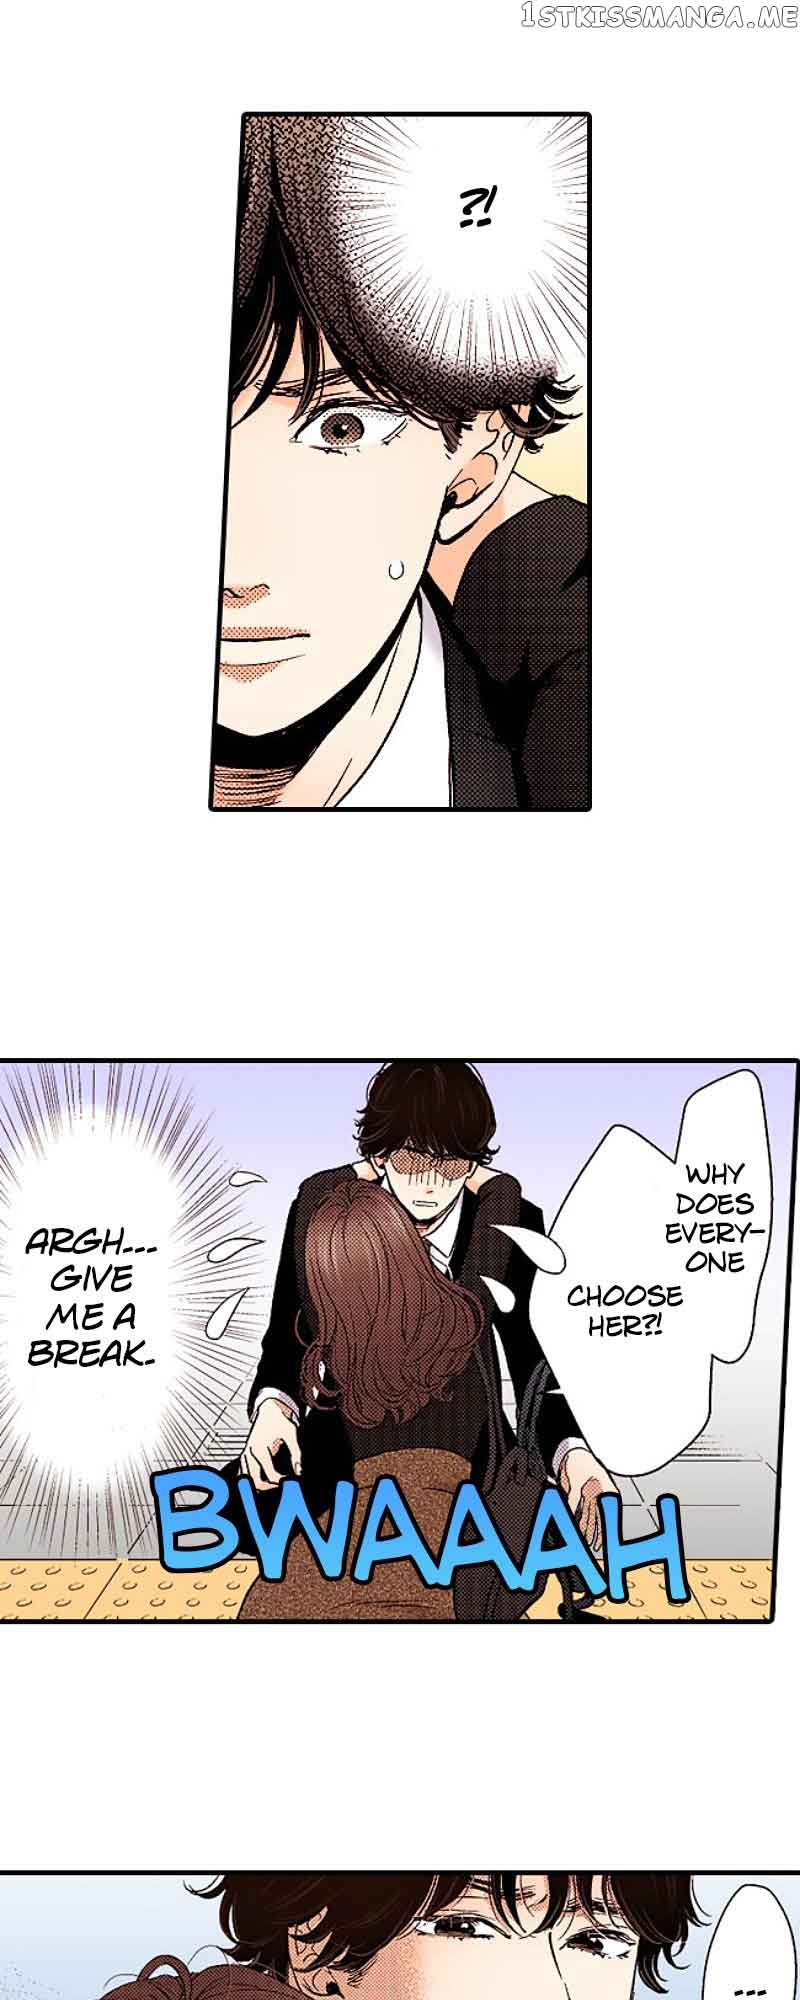 1STKISSMANGA.ME
?!
WHY
DOES
EVERY-
ONE
CHOOSE
HER?!
ARGH...
GIVE
ME A
BREAK.
BWAAAH
...